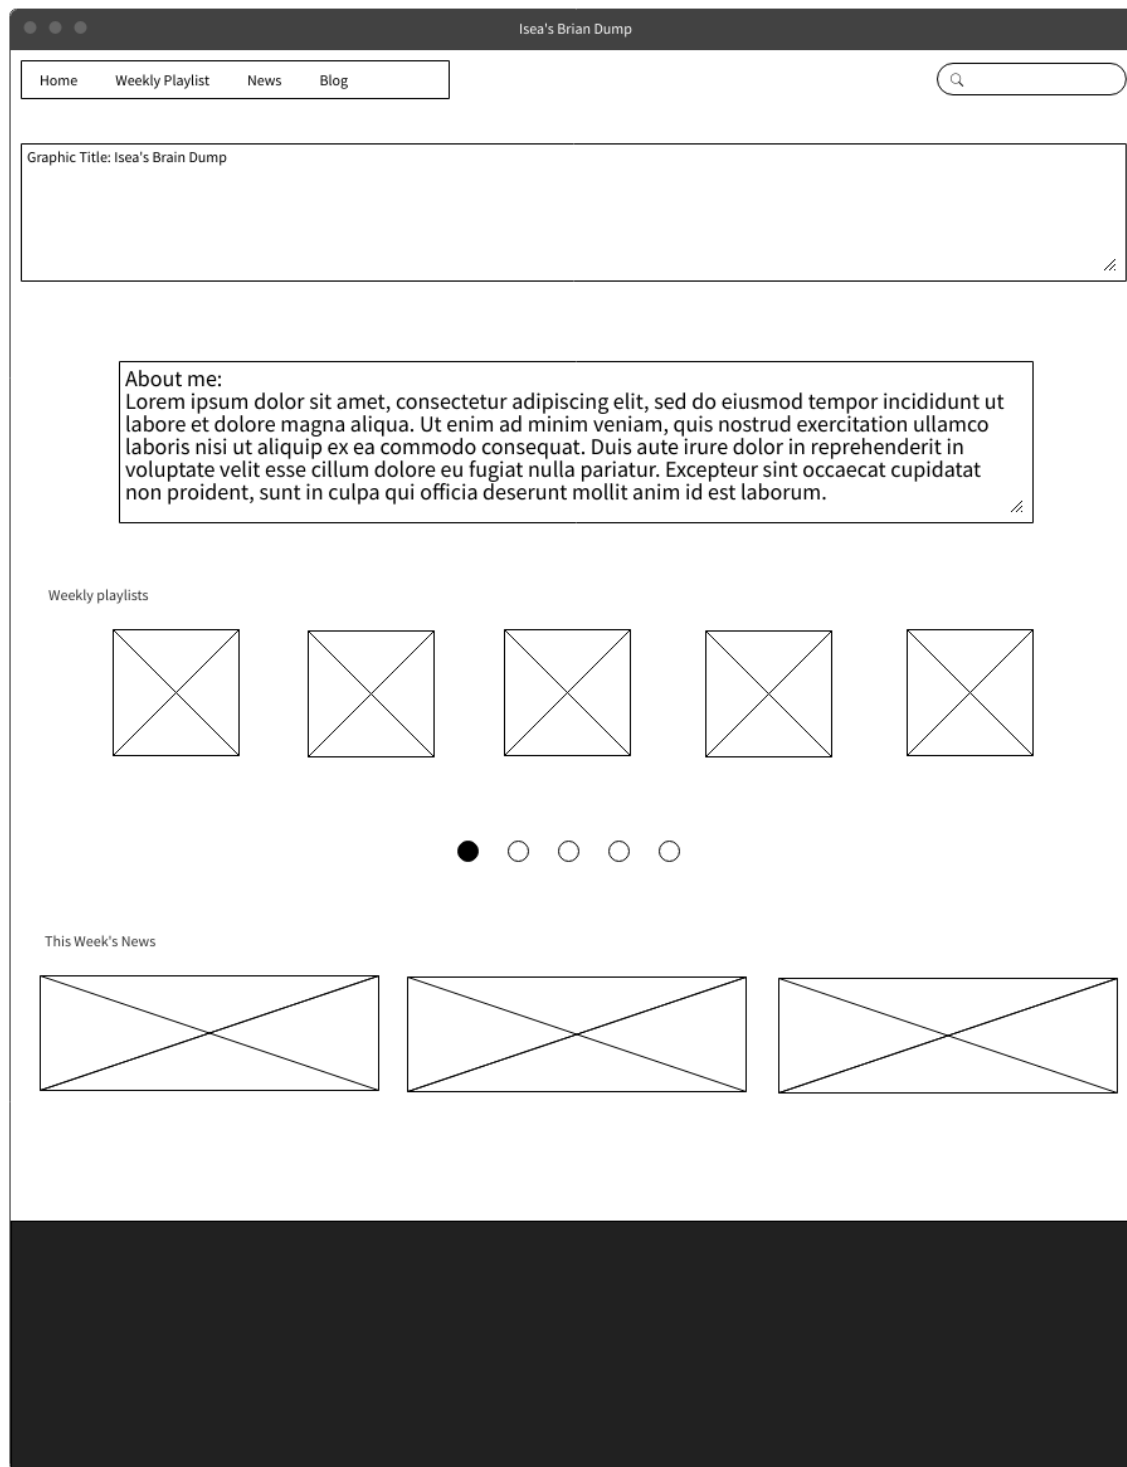 Isea's Brian Dump
Home Weekly Playlist News Blog
Graphic Title: Isea's Brain Dump
About me:
Lorem ipsum dolor sit amet, consectetur adipiscing elit, sed do eiusmod tempor incididunt ut
labore et dolore magna aliqua. Ut enim ad minim veniam, quis nostrud exercitation ullamco
laboris nisi ut aliquip ex ea commodo consequat. Duis aute irure dolor in reprehenderit in
voluptate velit esse cillum dolore eu fugiat nulla pariatur. Excepteur sint occaecat cupidatat
non proident, sunt in culpa qui officia deserunt mollit anim id est laborum.
Weekly playlists
This Week's News